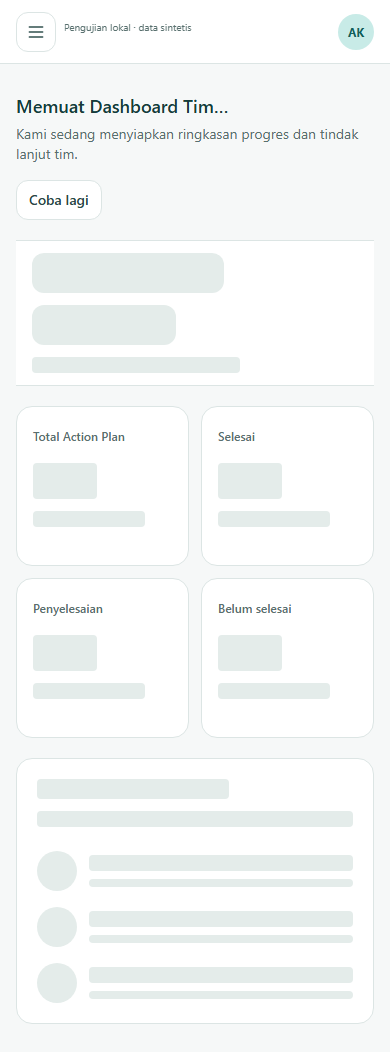 Pengujian lokal · data sintetis
AK
Memuat Dashboard Tim...
Kami sedang menyiapkan ringkasan progres dan tindak
lanjut tim.
Coba lagi
Total Action Plan
Selesai
Penyelesaian
Belum selesai